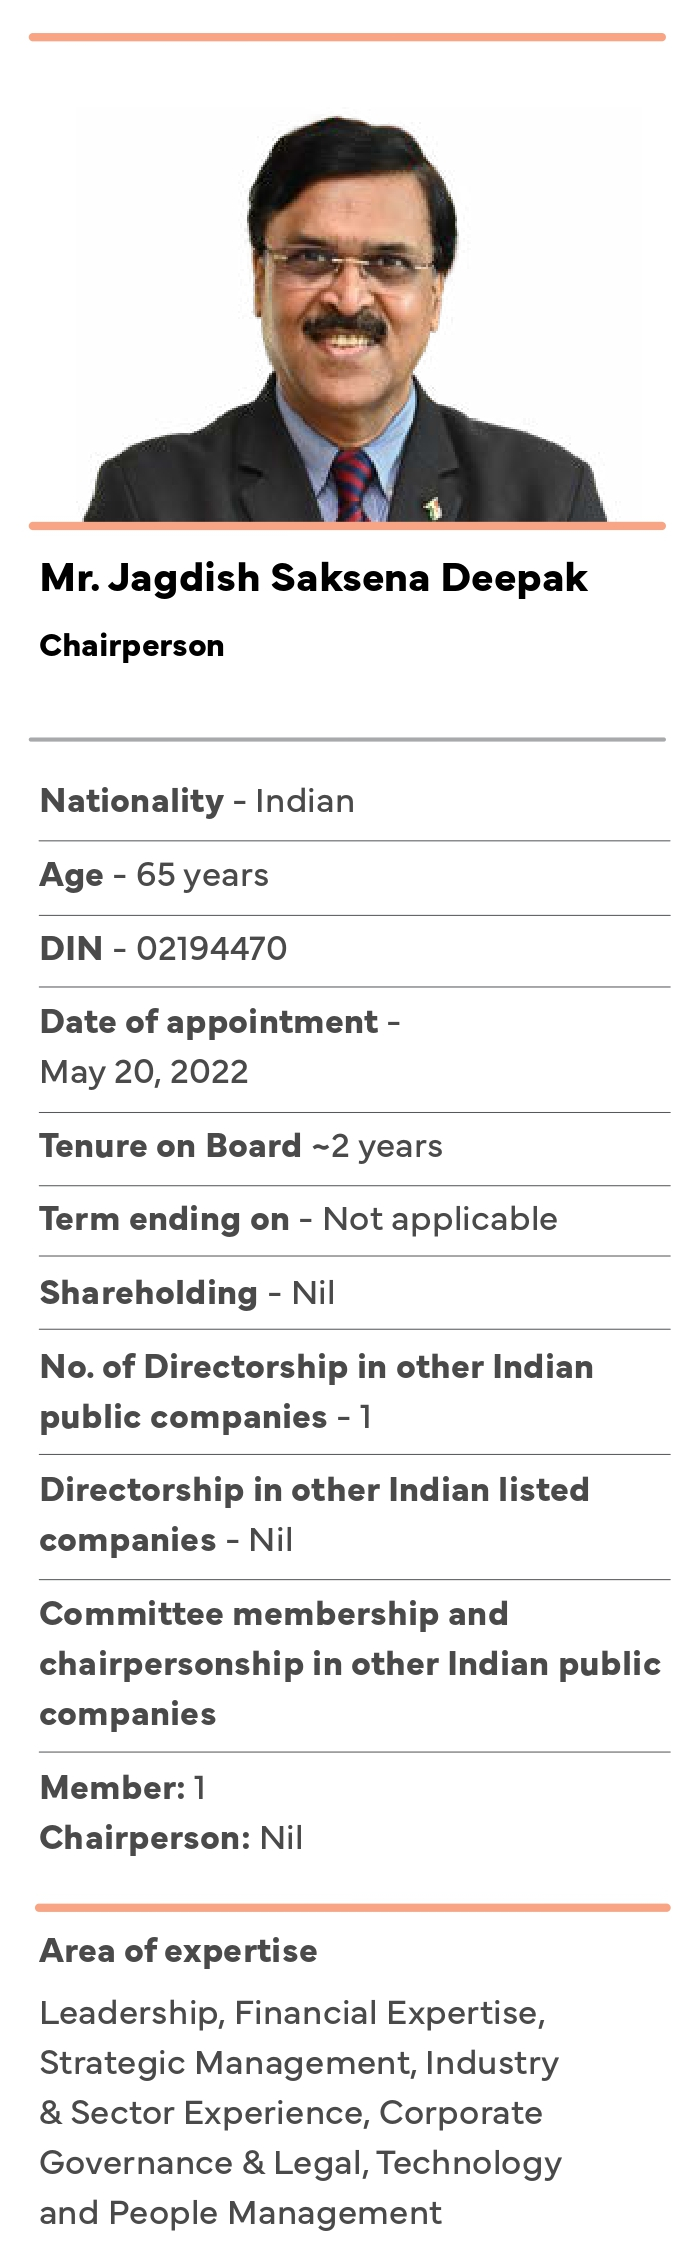 Mr. Jagdish Saksena Deepak
Chairperson
Nationality - Indian
Age - 65 years
DIN - 02194470
Date of appointment -
May 20, 2022
Tenure on Board ~2 years
Term ending on - Not applicable
Shareholding - Nil
No. of Directorship in other Indian
public companies - 1
Directorship in other Indian listed
companies - Nil
Committee membership and
chairpersonship in other Indian public
companies
Member: 1
Chairperson: Nil
Area of expertise
Leadership, Financial Expertise,
Strategic Management, Industry
& Sector Experience, Corporate
Governance & Legal, Technology
and People Management